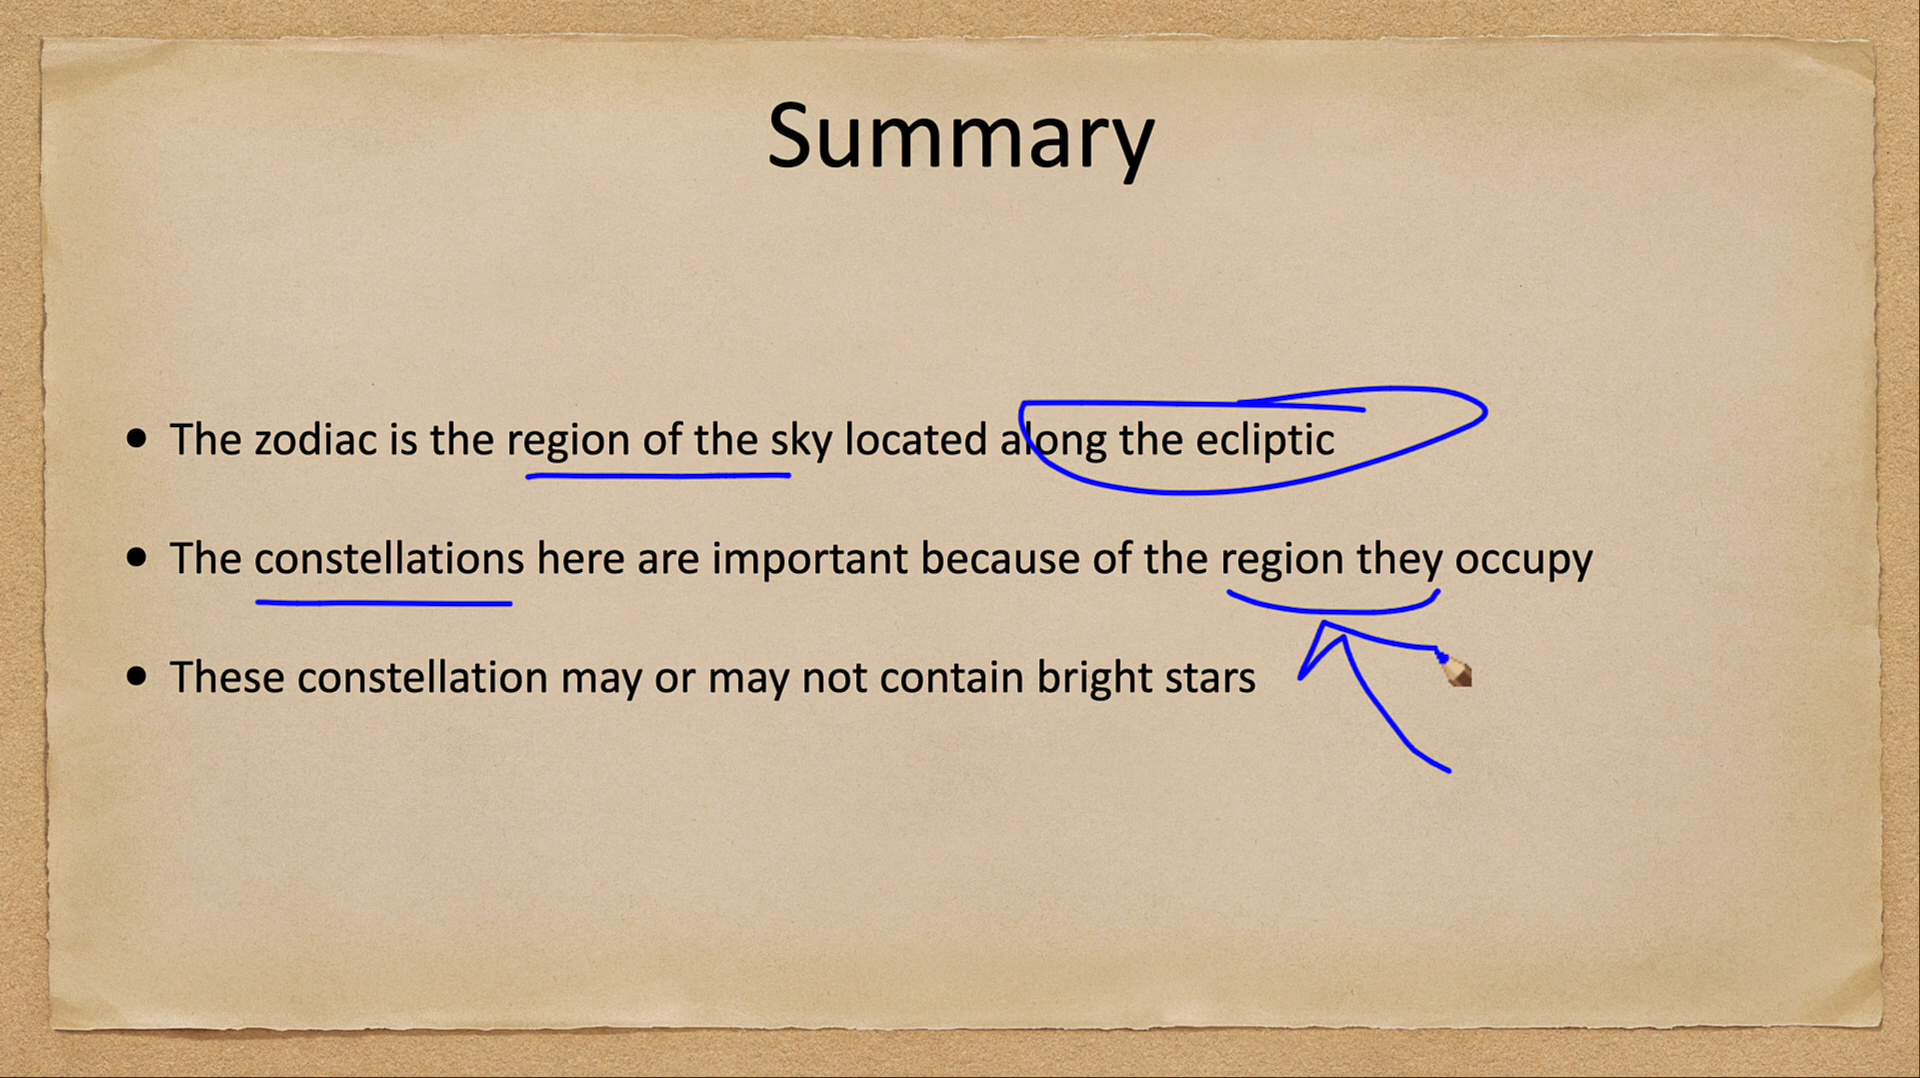 Summary
• The zodiac is the region of the sky located along the ecliptic
• The constellations here are important because of the region they occupy
• These constellation may or may not contain bright stars